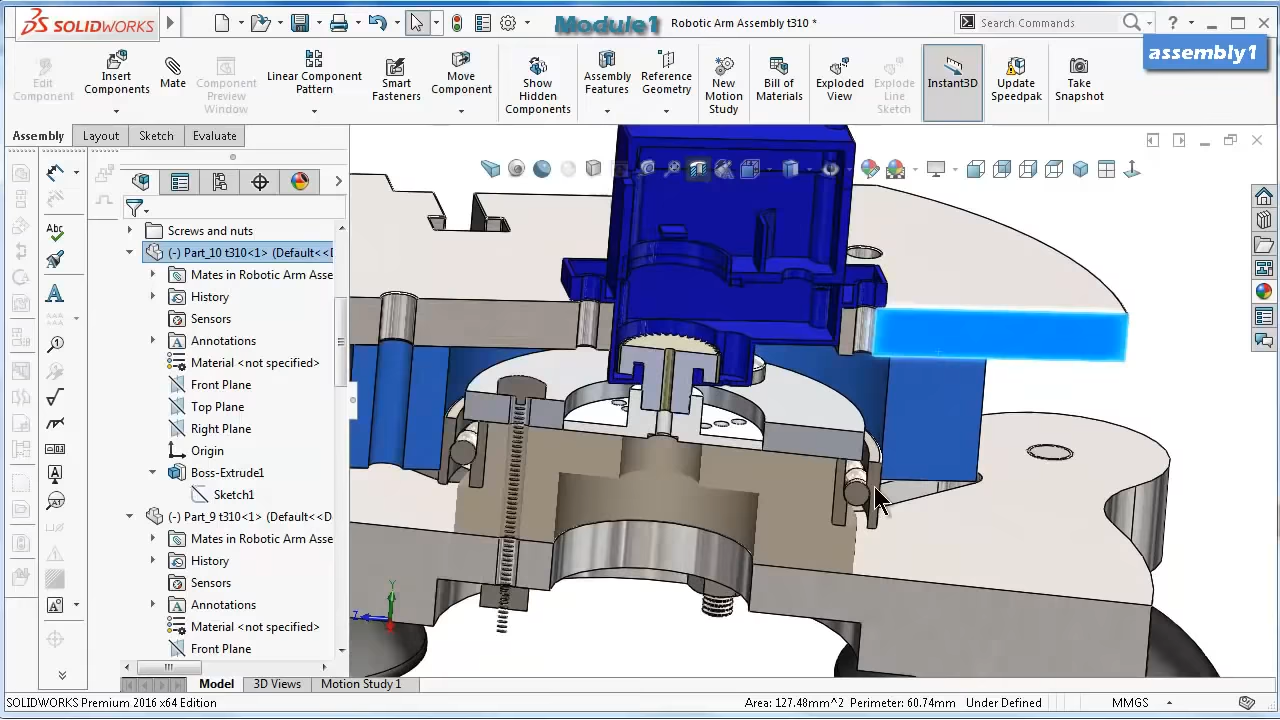 SOLIDWORKS
Module1
Robotic Arm Assembly t310 *
Search Commands
assembly1
Edit Component
Insert Components
Mate
Component Preview Window
Linear Component Pattern
Smart Fasteners
Move Component
Show Hidden Components
Assembly Features
Reference Geometry
New Motion Study
Bill of Materials
Exploded View
Explode Line Sketch
Instant3D
Update Speedpak
Take Snapshot
Assembly
Layout
Sketch
Evaluate
Screws and nuts
(-) Part_10 t310<1> (Default<<D
Mates in Robotic Arm Asse
History
Sensors
Annotations
Material <not specified>
Front Plane
Top Plane
Right Plane
Origin
Boss-Extrude1
Sketch1
(-) Part_9 t310<1> (Default<<D
Mates in Robotic Arm Asse
History
Sensors
Annotations
Material <not specified>
Front Plane
Abc
Y
Z
Model
3D Views
Motion Study 1
SOLIDWORKS Premium 2016 x64 Edition
Area: 127.48mm^2 Perimeter: 60.74mm
Under Defined
MMGS